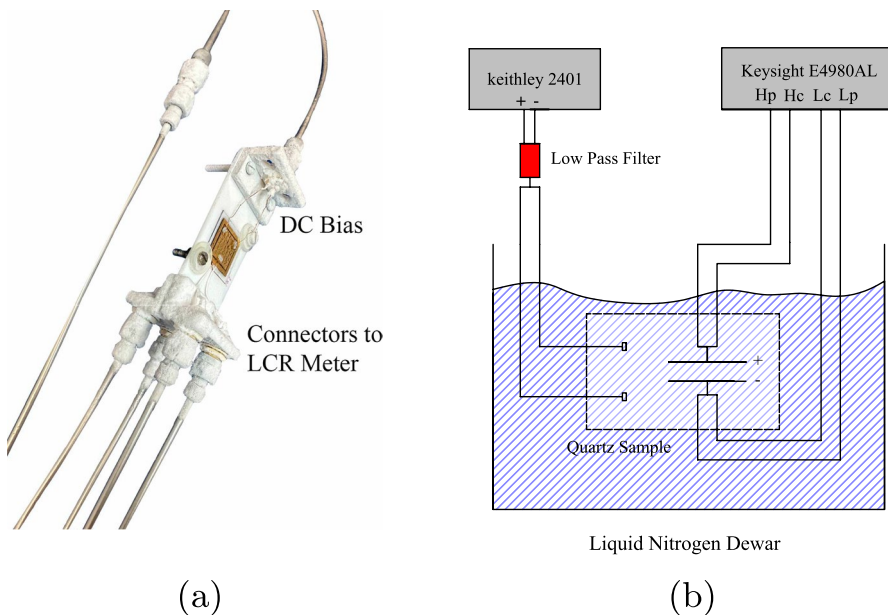 DC Bias
Connectors to
LCR Meter
(a)
keithley 2401
+ -
Keysight E4980AL
Hp Hc Lc Lp
Low Pass Filter
+
-
Quartz Sample
Liquid Nitrogen Dewar
(b)